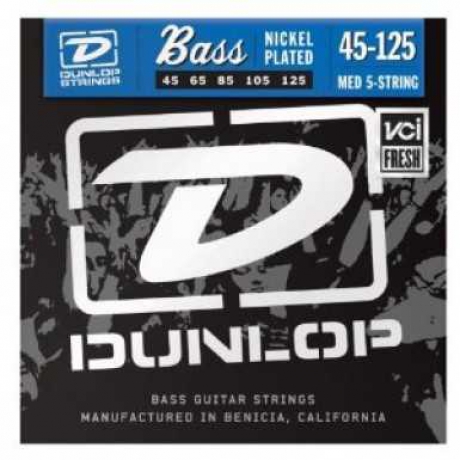 D
DUNLOP
STRINGS
Bass
45 65 85 105 125
NICKEL
PLATED
45-125
MED 5-STRING
VCi
FRESH
D
DUNLOP
BASS GUITAR STRINGS
MANUFACTURED IN BENICIA, CALIFORNIA